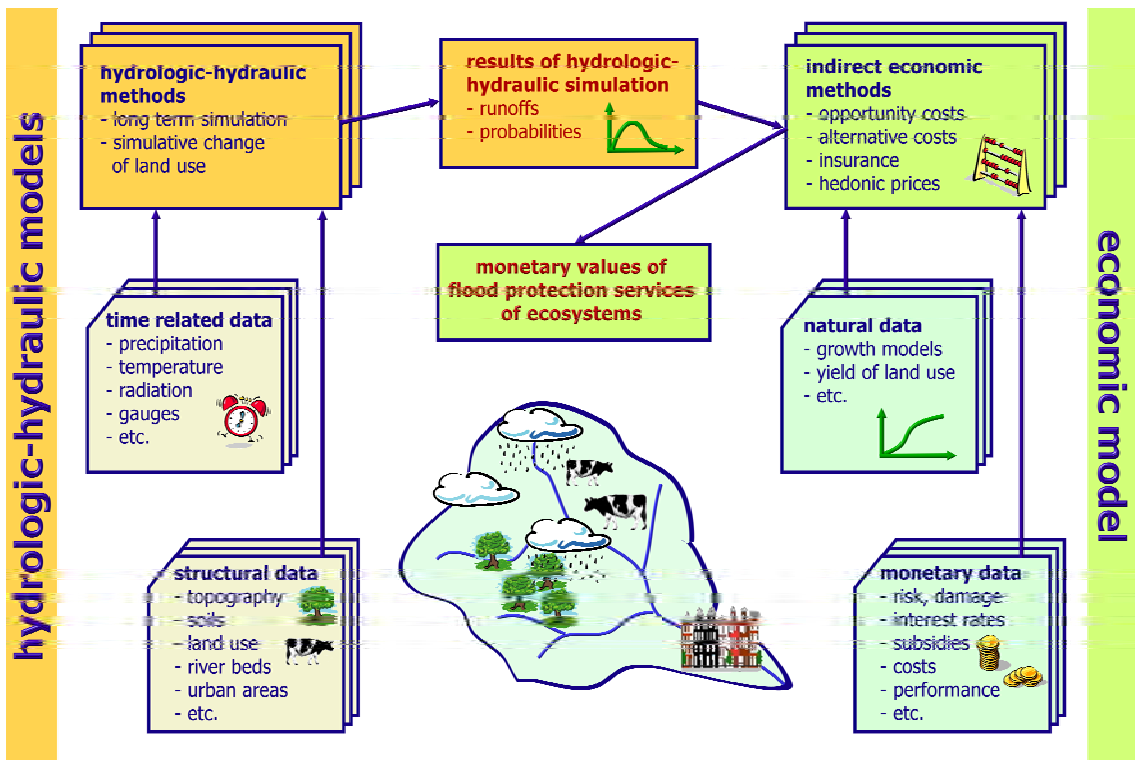 hydrologic-hydraulic models
hydrologic-hydraulic
methods
- long term simulation
- simulative change
of land use
results of hydrologic-
hydraulic simulation
- runoffs
- probabilities
indirect economic
methods
- opportunity costs
- alternative costs
- insurance
- hedonic prices
monetary values of
flood protection services
of ecosystems
time related data
- precipitation
- temperature
- radiation
- gauges
- etc.
natural data
- growth models
- yield of land use
- etc.
structural data
- topography
- soils
- land use
- river beds
- urban areas
- etc.
monetary data
- risk, damage
- interest rates
- subsidies
- costs
- performance
- etc.
economic model